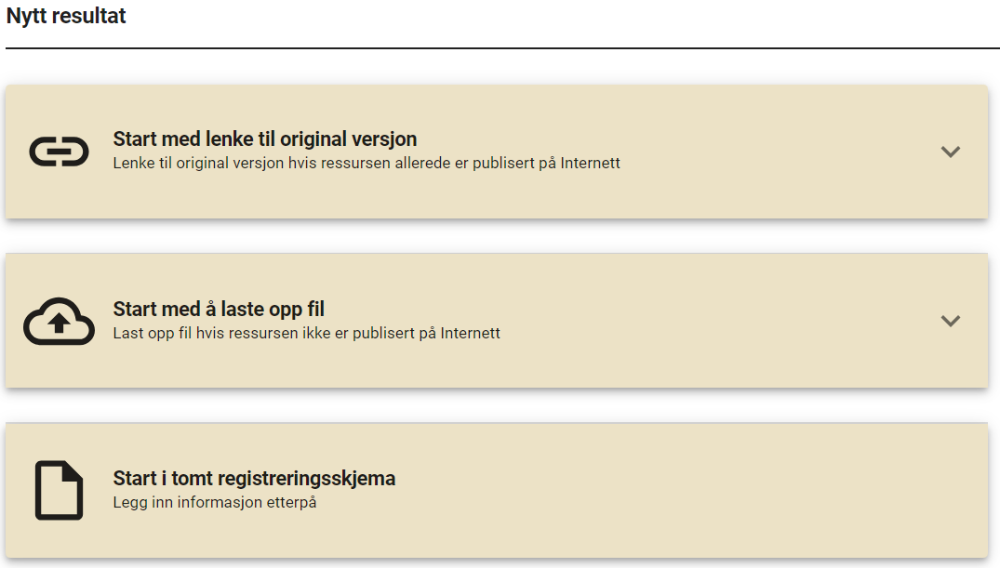 Nytt resultat
Start med lenke til original versjon
Lenke til original versjon hvis ressursen allerede er publisert på Internett
Start med å laste opp fil
Last opp fil hvis ressursen ikke er publisert på Internett
Start i tomt registreringsskjema
Legg inn informasjon etterpå